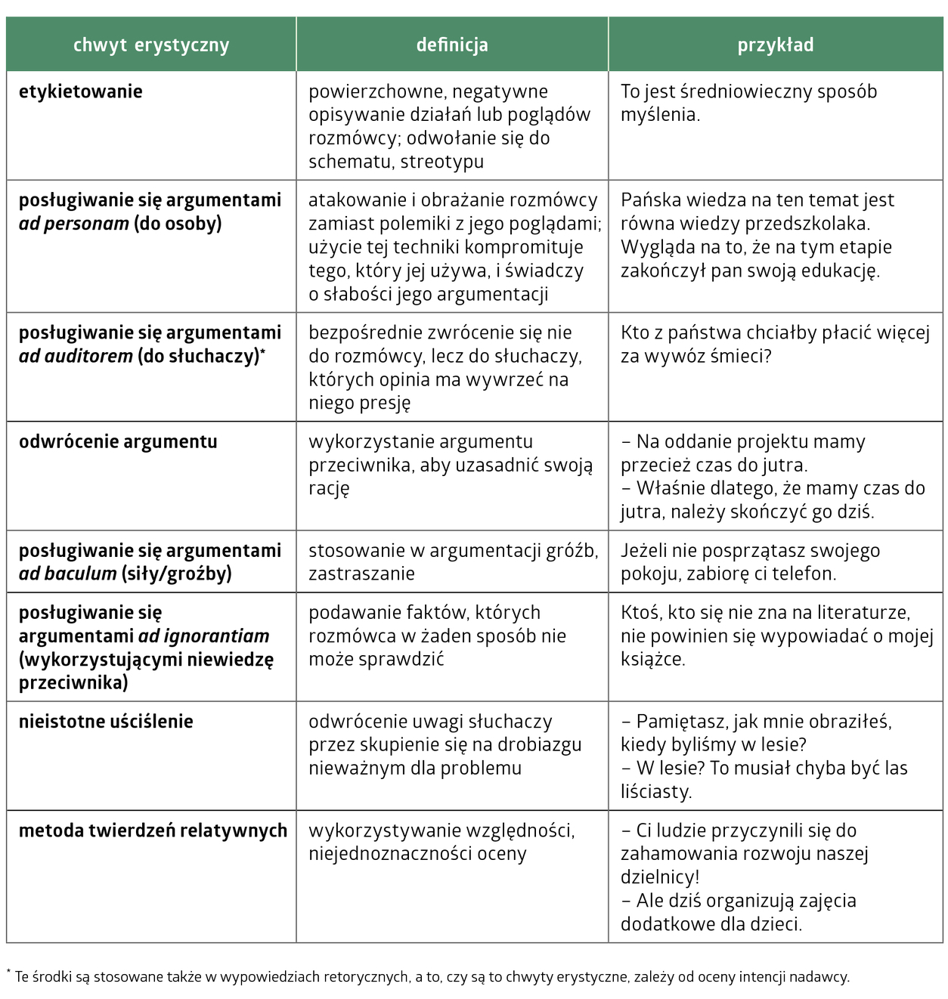 chwyt erystyczny
definicja
przykład
etykietowanie
powierzchowne, negatywne
opisywanie działań lub poglądów
rozmówcy; odwołanie się do
schematu, streotypu
To jest średniowieczny sposób
myślenia.
posługiwanie się argumentami
ad personam (do osoby)
atakowanie i obrażanie rozmówcy
zamiast polemiki z jego poglądami;
użycie tej techniki kompromituje
tego, który jej używa, i świadczy
o słabości jego argumentacji
Pańska wiedza na ten temat jest
równa wiedzy przedszkolaka.
Wygląda na to, że na tym etapie
zakończył pan swoją edukację.
posługiwanie się argumentami
ad auditorem (do słuchaczy)*
bezpośrednie zwrócenie się nie
do rozmówcy, lecz do słuchaczy,
których opinia ma wywrzeć na
niego presję
Kto z państwa chciałby płacić więcej
za wywóz śmieci?
odwrócenie argumentu
wykorzystanie argumentu
przeciwnika, aby uzasadnić swoją
rację
– Na oddanie projektu mamy
przecież czas do jutra.
– Właśnie dlatego, że mamy czas do
jutra, należy skończyć go dziś.
posługiwanie się argumentami
ad baculum (siły/groźby)
stosowanie w argumentacji gróźb,
zastraszanie
Jeżeli nie posprzątasz swojego
pokoju, zabiorę ci telefon.
posługiwanie się
argumentami ad ignorantiam
(wykorzystującymi niewiedzę
przeciwnika)
podawanie faktów, których
rozmówca w żaden sposób nie
może sprawdzić
Ktoś, kto się nie zna na literaturze,
nie powinien się wypowiadać o mojej
książce.
nieistotne uściślenie
odwrócenie uwagi słuchaczy
przez skupienie się na drobiazgu
nieważnym dla problemu
– Pamiętasz, jak mnie obraziłeś,
kiedy byliśmy w lesie?
– W lesie? To musiał chyba być las
liściasty.
metoda twierdzeń relatywnych
wykorzystywanie względności,
niejednoznaczności oceny
– Ci ludzie przyczynili się do
zahamowania rozwoju naszej
dzielnicy!
– Ale dziś organizują zajęcia
dodatkowe dla dzieci.
* Te środki są stosowane także w wypowiedziach retorycznych, a to, czy są to chwyty erystyczne, zależy od oceny intencji nadawcy.